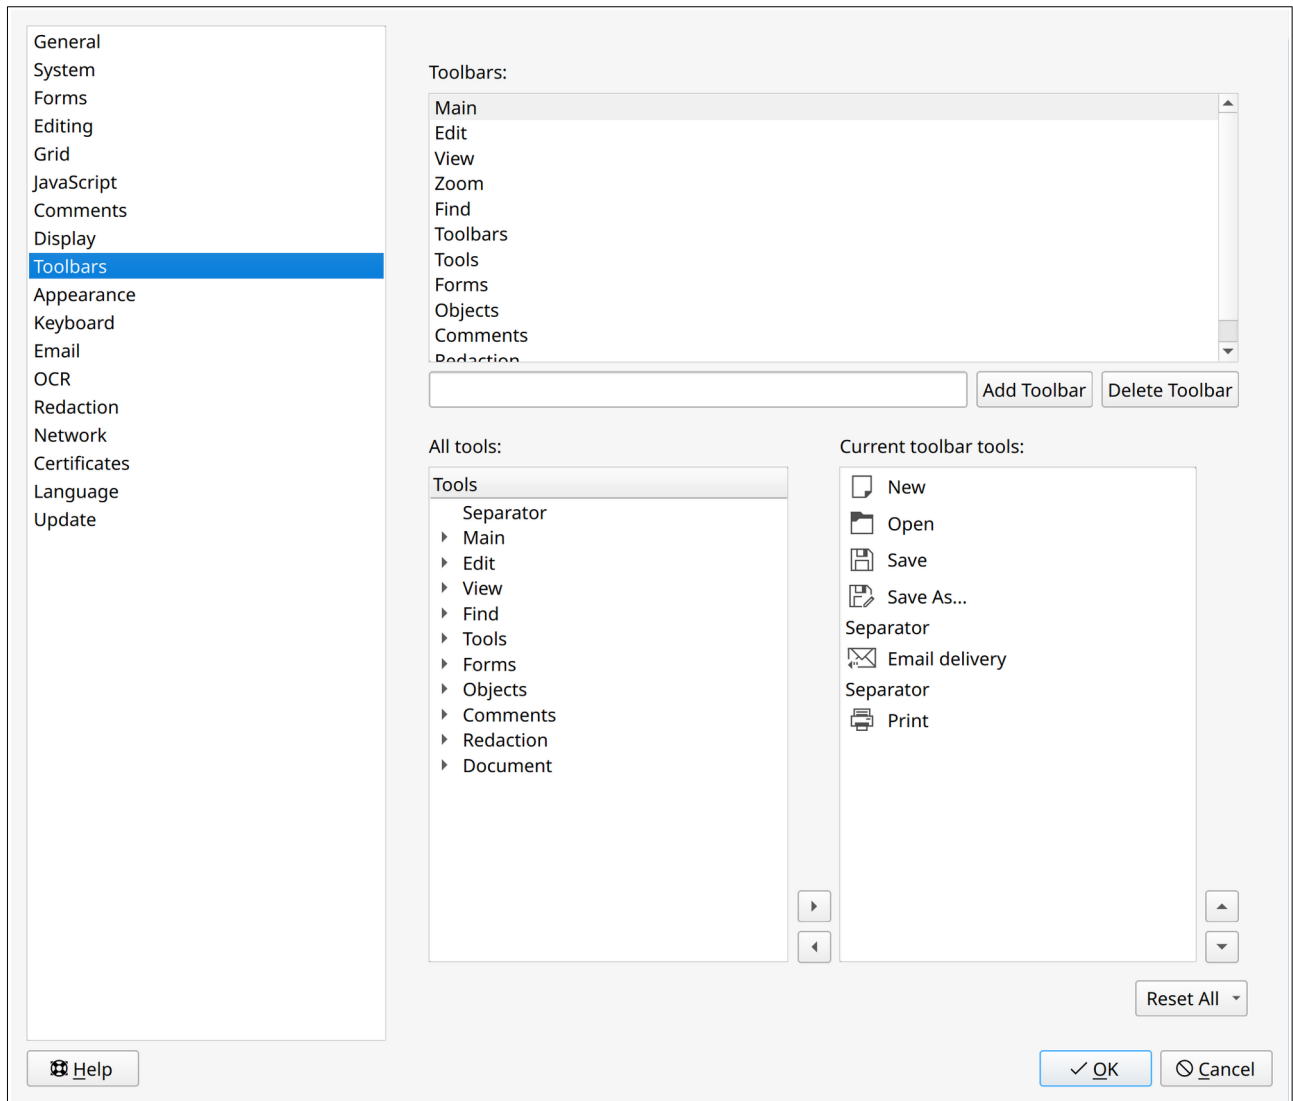 General
System
Forms
Editing
Grid
JavaScript
Comments
Display
Toolbars
Appearance
Keyboard
Email
OCR
Redaction
Network
Certificates
Language
Update
Toolbars:
Main
Edit
View
Zoom
Find
Toolbars
Tools
Forms
Objects
Comments
Redaction
Add Toolbar
Delete Toolbar
All tools:
Tools
Separator
Main
Edit
View
Find
Tools
Forms
Objects
Comments
Redaction
Document
Current toolbar tools:
New
Open
Save
Save As...
Separator
Email delivery
Separator
Print
Reset All
Help
OK
Cancel